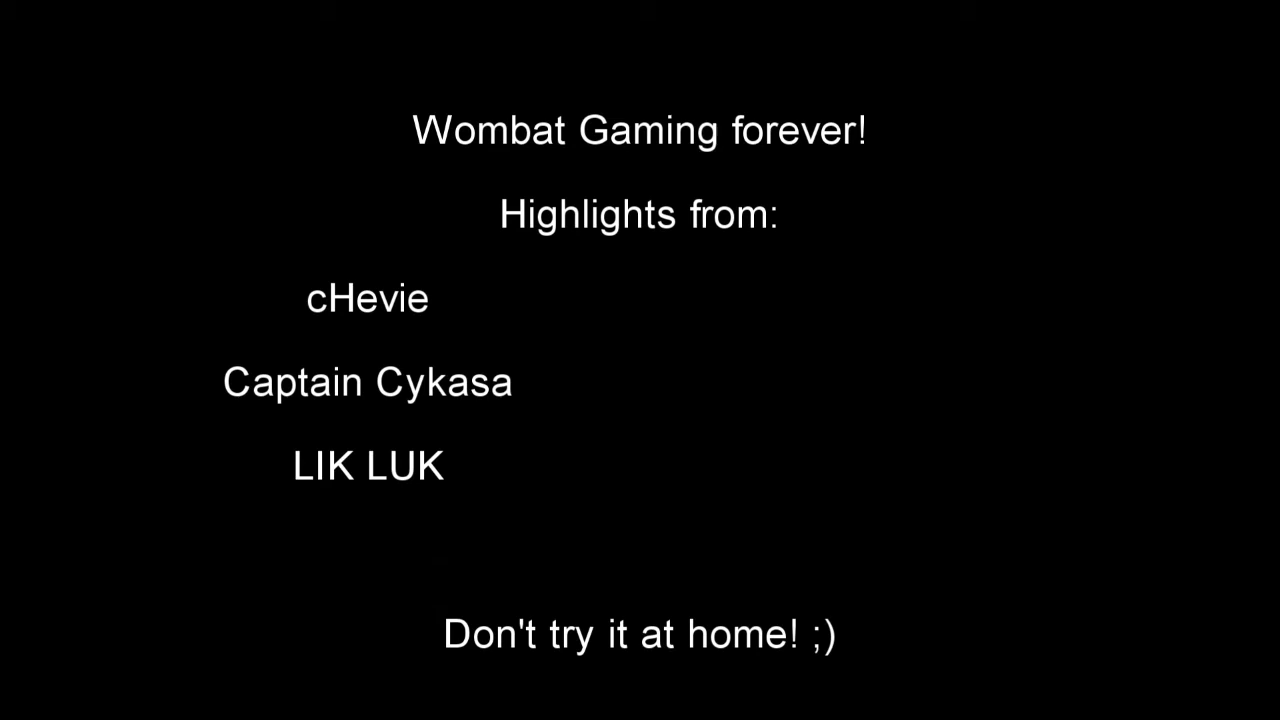 Wombat Gaming forever!
Highlights from:
cHevie
Captain Cykasa
LIK LUK
Don't try it at home! ;)